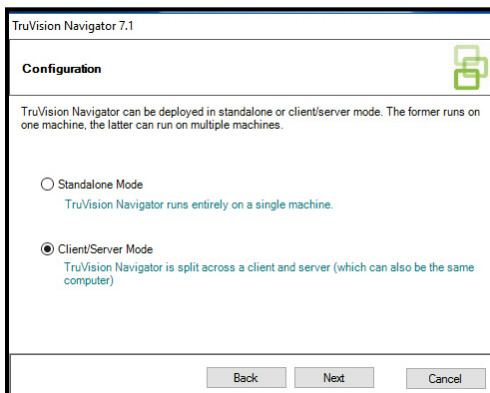 TruVision Navigator 7.1
Configuration
TruVision Navigator can be deployed in standalone or client/server mode. The former runs on
one machine, the latter can run on multiple machines.
Standalone Mode
TruVision Navigator runs entirely on a single machine.
Client/Server Mode
TruVision Navigator is split across a client and server (which can also be the same
computer)
Back
Next
Cancel